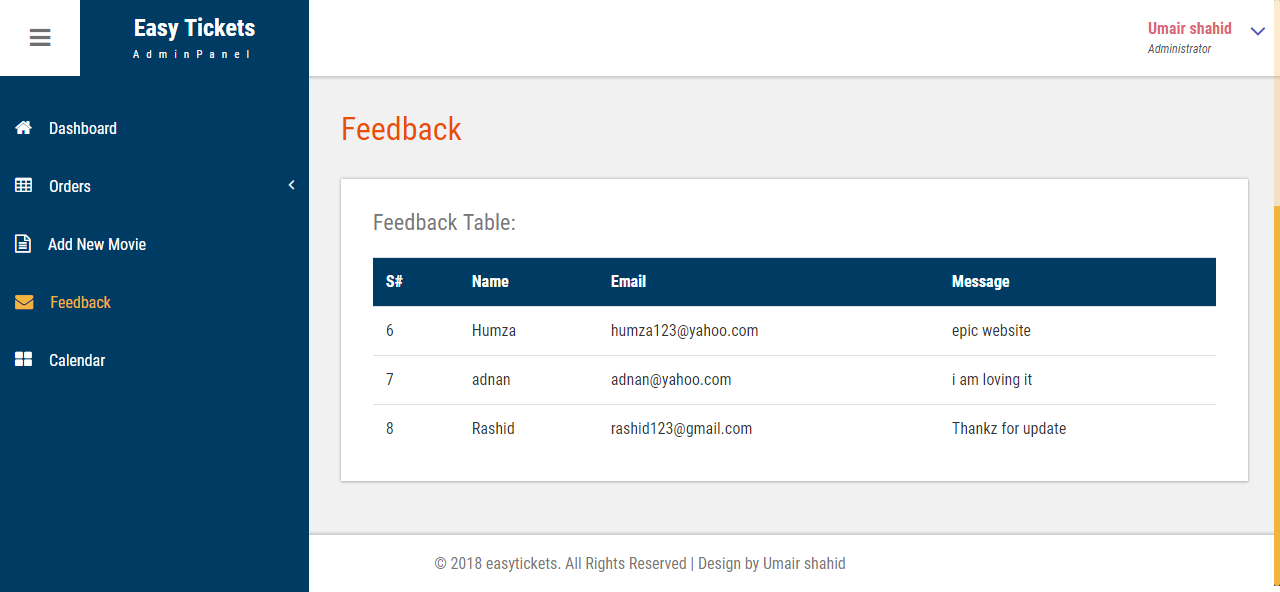 Easy Tickets
AdminPanel
Umair shahid
Administrator
Dashboard
Orders
Add New Movie
Feedback
Calendar
Feedback
Feedback Table:
S# Name Email Message
6 Humza humza123@yahoo.com epic website
7 adnan adnan@yahoo.com i am loving it
8 Rashid rashid123@gmail.com Thankz for update
© 2018 easytickets. All Rights Reserved | Design by Umair shahid